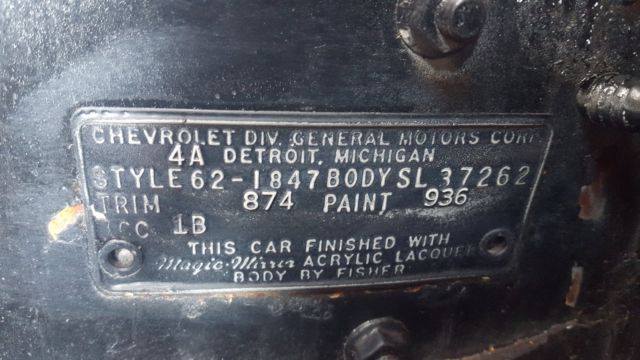 CHEVROLET DIV. GENERAL MOTORS CORP
4A DETROIT, MICHIGAN
STYLE 62-1847 BODY SL 37262
TRIM 874 PAINT 936
ACC. 1B
THIS CAR FINISHED WITH
Magic-Mirror ACRYLIC LACQUER
BODY BY FISHER